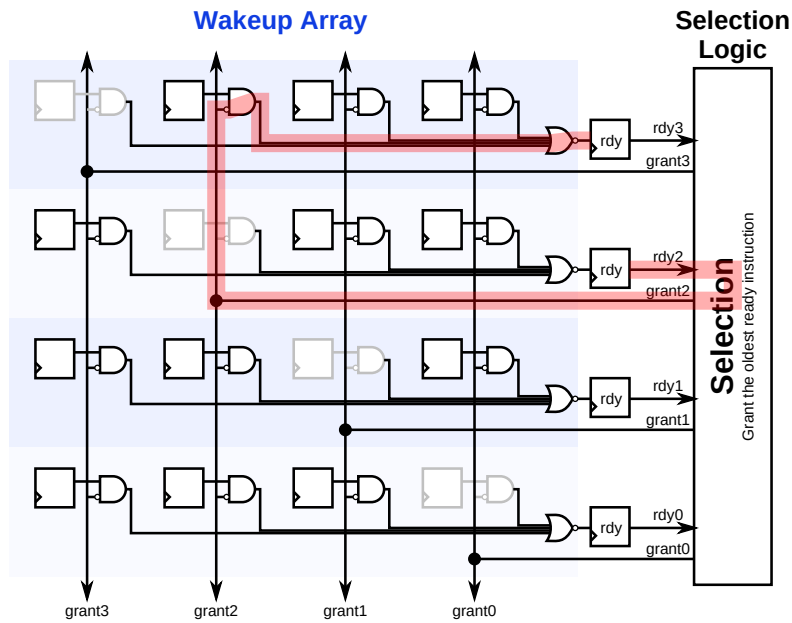 Wakeup Array
Selection
Logic
rdy
rdy3
grant3
rdy
rdy2
grant2
Selection
Grant the oldest ready instruction
rdy
rdy1
grant1
rdy
rdy0
grant0
grant3
grant2
grant1
grant0